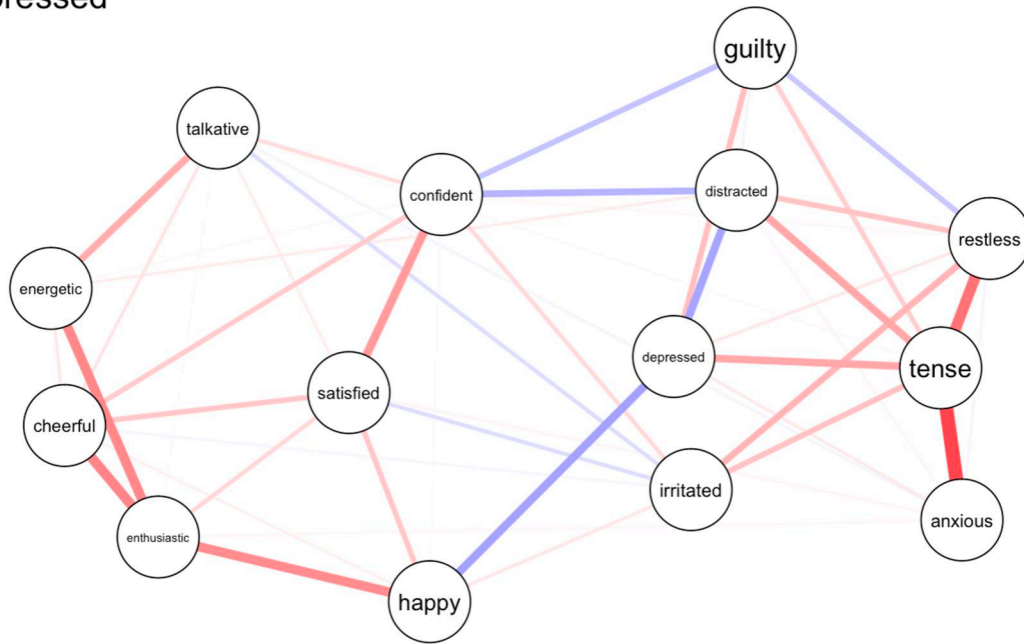 guilty
talkative
confident
distracted
restless
energetic
depressed
tense
satisfied
cheerful
irritated
anxious
enthusiastic
happy